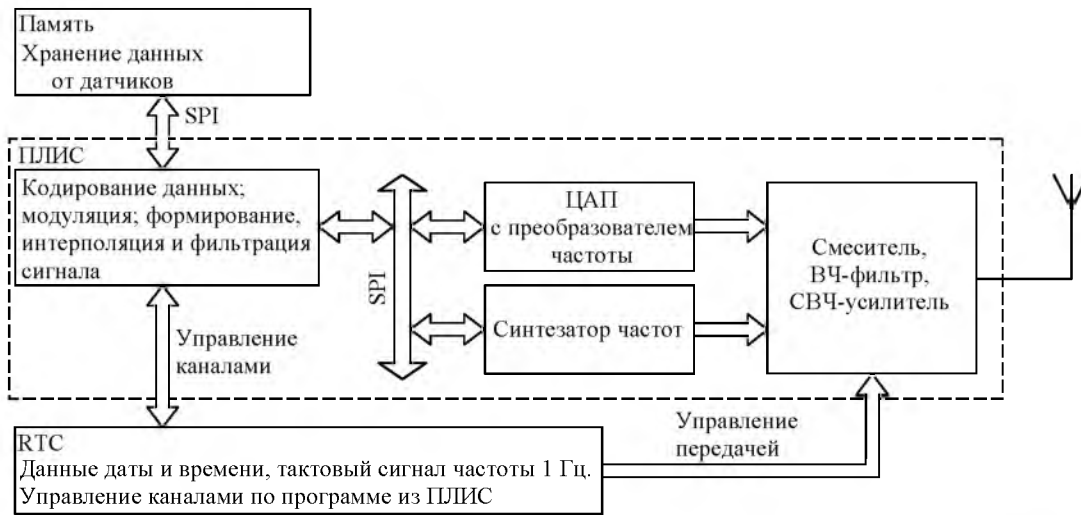 Память
Хранение данных
от датчиков
SPI
ПЛИС
Кодирование данных;
модуляция; формирование,
интерполяция и фильтрация
сигнала
SPI
ЦАП
с преобразователем
частоты
Синтезатор частот
Смеситель,
ВЧ-фильтр,
СВЧ-усилитель
Управление
каналами
Управление
передачей
RTC
Данные даты и времени, тактовый сигнал частоты 1 Гц.
Управление каналами по программе из ПЛИС